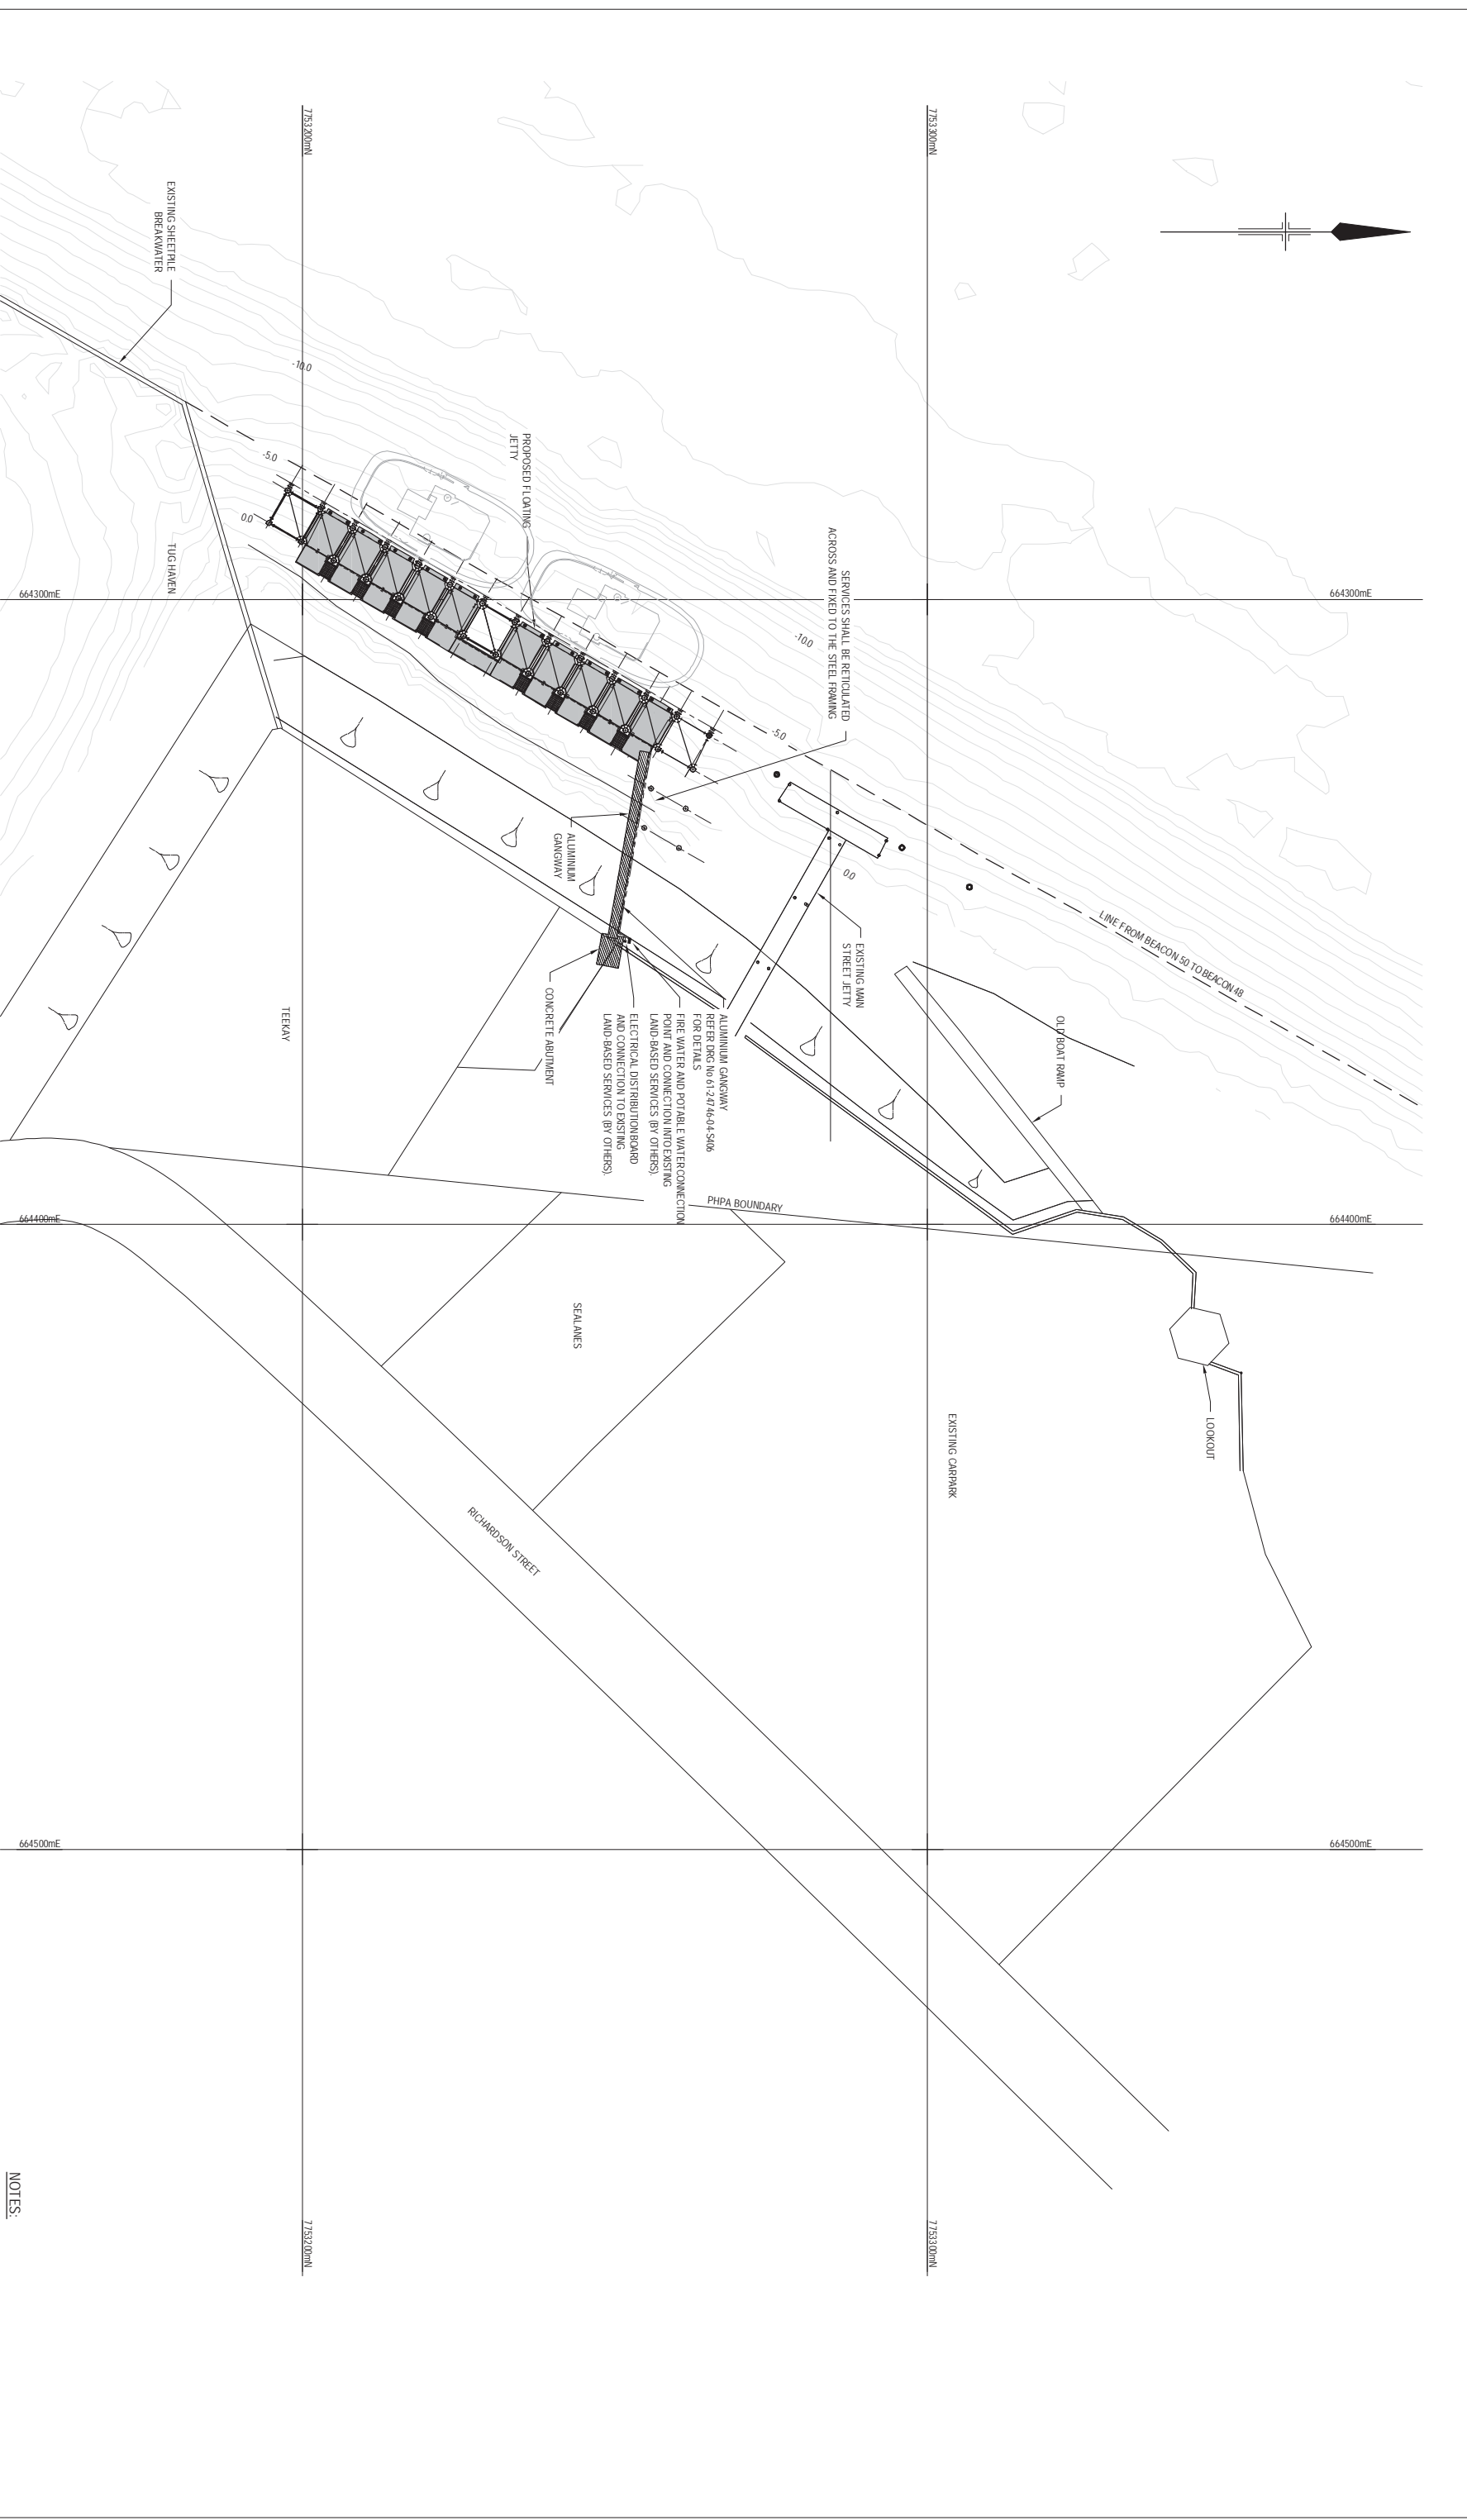 7753200mN
7753300mN
EXISTING SHEETPILE
BREAKWATER
-10.0
-5.0
0.0
PROPOSED FLOATING
JETTY
TUG HAVEN
SERVICES SHALL BE RETICULATED
ACROSS AND FIXED TO THE STEEL FRAMING
664300mE
664300mE
-10.0
-5.0
0.0
ALUMINIUM
GANGWAY
EXISTING MAIN
STREET JETTY
LINE FROM BEACON 50 TO BEACON 48
OLD BOAT RAMP
TEEKAY
CONCRETE ABUTMENT
ALUMINIUM GANGWAY
REFER DRG No 61-24746-04-S406
FOR DETAILS
FIRE WATER AND POTABLE WATER CONNECTION
POINT AND CONNECTION INTO EXISTING
LAND-BASED SERVICES (BY OTHERS).
ELECTRICAL DISTRIBUTION BOARD
AND CONNECTION TO EXISTING
LAND-BASED SERVICES (BY OTHERS).
PHPA BOUNDARY
664400mE
664400mE
SEALANES
EXISTING CARPARK
LOOKOUT
RICHARDSON STREET
664500mE
664500mE
7753200mN
7753300mN
NOTES: